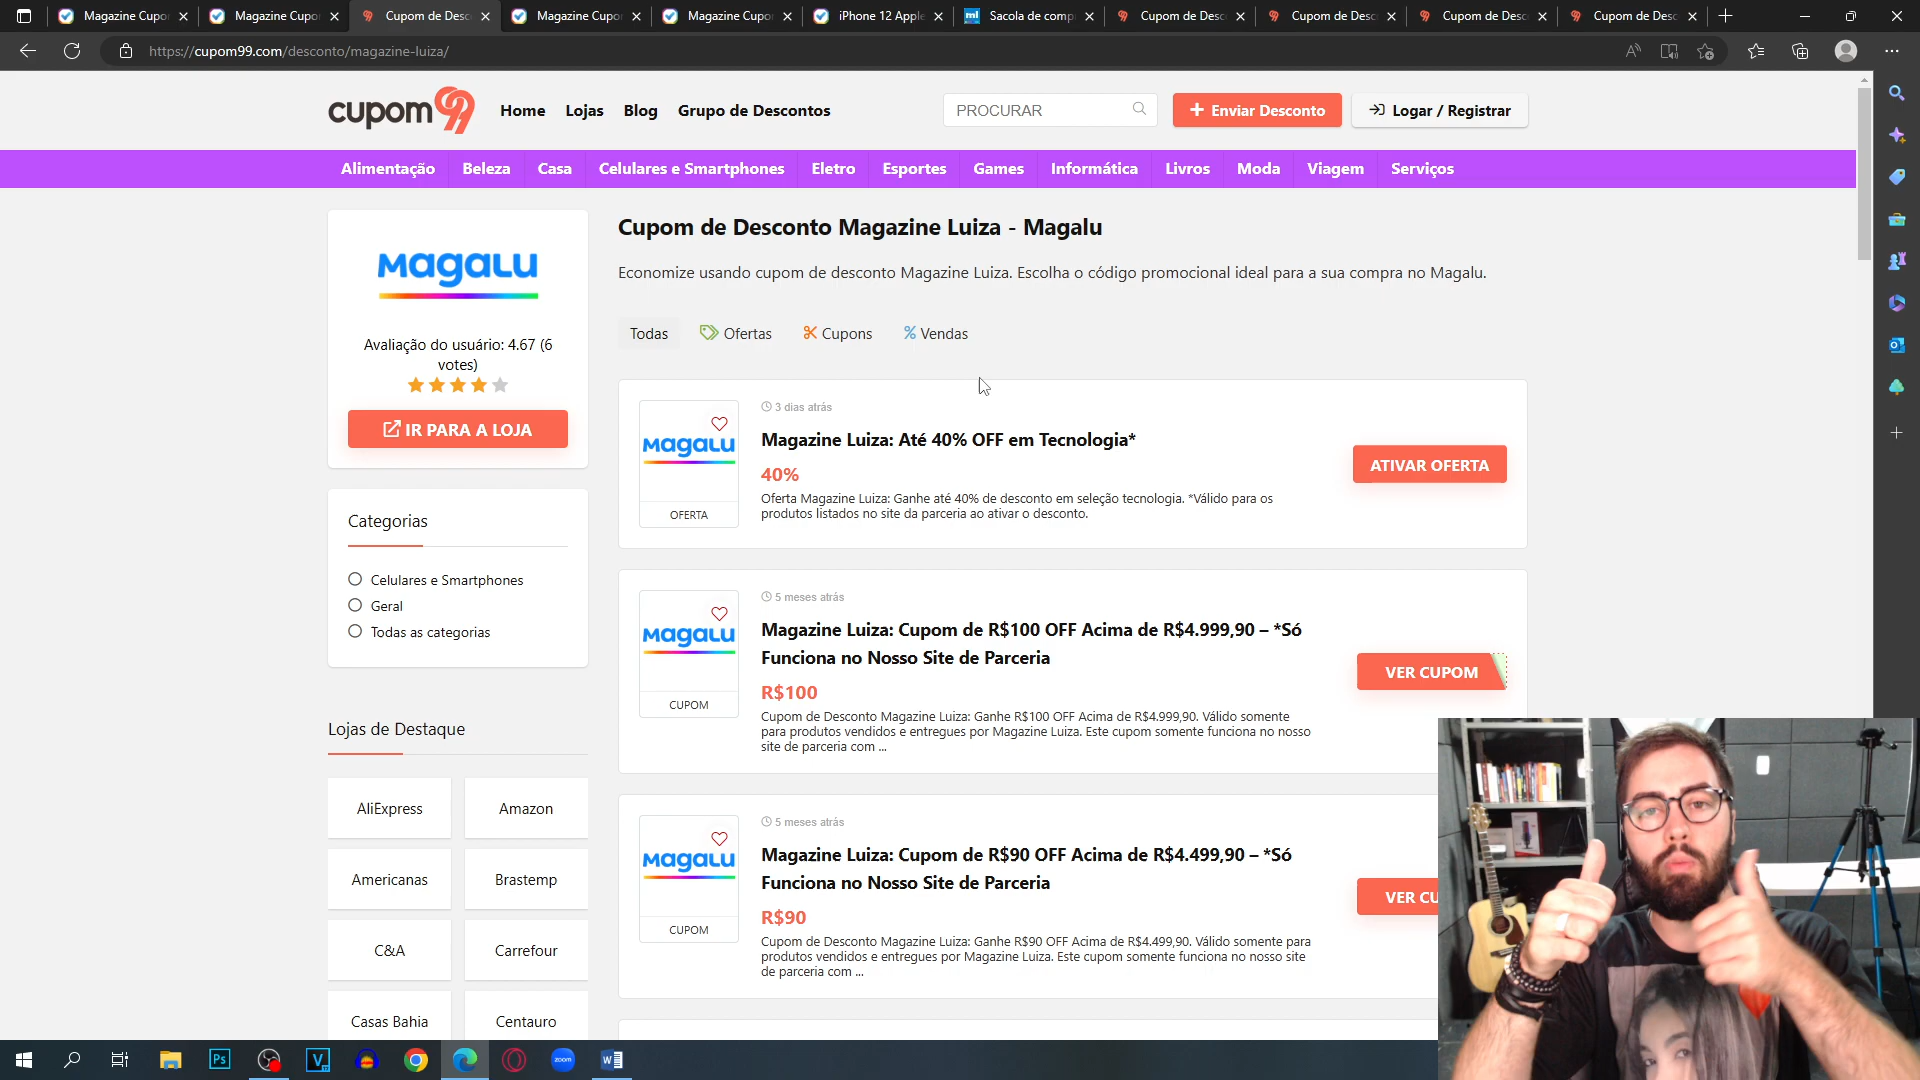 Magazine Cupo
Magazine Cupo
Cupom de Desc
Magazine Cupo
Magazine Cupo
iPhone 12 Apple
Sacola de comp
Cupom de Desc
Cupom de Desc
Cupom de Desc
Cupom de Desc
https://cupom99.com/desconto/magazine-luiza/
cupom99
Home
Lojas
Blog
Grupo de Descontos
PROCURAR
Enviar Desconto
Logar / Registrar
Alimentação
Beleza
Casa
Celulares e Smartphones
Eletro
Esportes
Games
Informática
Livros
Moda
Viagem
Serviços
Magalu
Avaliação do usuário: 4.67 (6
votos)
IR PARA A LOJA
Categorias
Celulares e Smartphones
Geral
Todas as categorias
Lojas de Destaque
AliExpress
Amazon
Americanas
Brastemp
C&A
Carrefour
Casas Bahia
Centauro
Cupom de Desconto Magazine Luiza - Magalu
Economize usando cupom de desconto Magazine Luiza. Escolha o código promocional ideal para a sua compra no Magalu.
Todas
Ofertas
Cupons
% Vendas
Magalu
OFERTA
3 dias atrás
Magazine Luiza: Até 40% OFF em Tecnologia*
40%
Oferta Magazine Luiza: Ganhe até 40% de desconto em seleção tecnologia. *Válido para os
produtos listados no site da parceria ao ativar o desconto.
ATIVAR OFERTA
Magalu
CUPOM
5 meses atrás
Magazine Luiza: Cupom de R$100 OFF Acima de R$4.999,90 – *Só
Funciona no Nosso Site de Parceria
R$100
Cupom de Desconto Magazine Luiza: Ganhe R$100 OFF Acima de R$4.999,90. Válido somente
para produtos vendidos e entregues por Magazine Luiza. Este cupom somente funciona no nosso
site de parceria com ...
VER CUPOM
Magalu
CUPOM
5 meses atrás
Magazine Luiza: Cupom de R$90 OFF Acima de R$4.499,90 – *Só
Funciona no Nosso Site de Parceria
R$90
Cupom de Desconto Magazine Luiza: Ganhe R$90 OFF Acima de R$4.499,90. Válido somente para
produtos vendidos e entregues por Magazine Luiza. Este cupom somente funciona no nosso site
de parceria com ...
VER CU
Ps
V
zoom
W